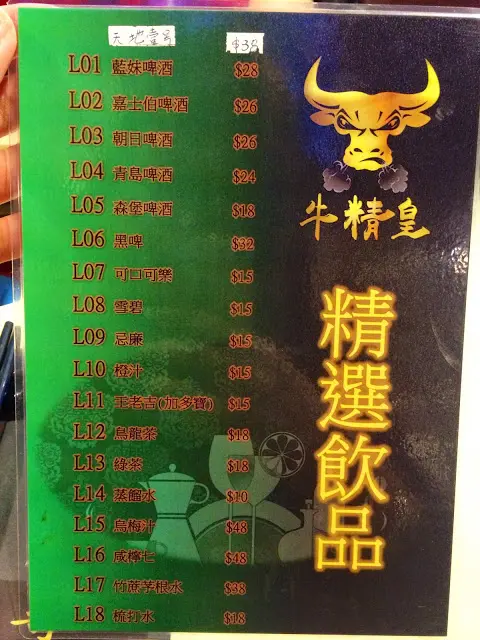 天地壹号 $38
L01 藍妹啤酒 $28
L02 嘉士伯啤酒 $26
L03 朝日啤酒 $26
L04 青島啤酒 $24
L05 森堡啤酒 $18
L06 黑啤 $32
L07 可口可樂 $15
L08 雪碧 $15
L09 忌廉 $15
L10 橙汁 $15
L11 王老吉(加多寶) $15
L12 烏龍茶 $18
L13 綠茶 $18
L14 蒸餾水 $10
L15 烏梅汁 $48
L16 咸檸七 $48
L17 竹蔗茅根水 $38
L18 梳打水 $18
牛精皇
精選飲品